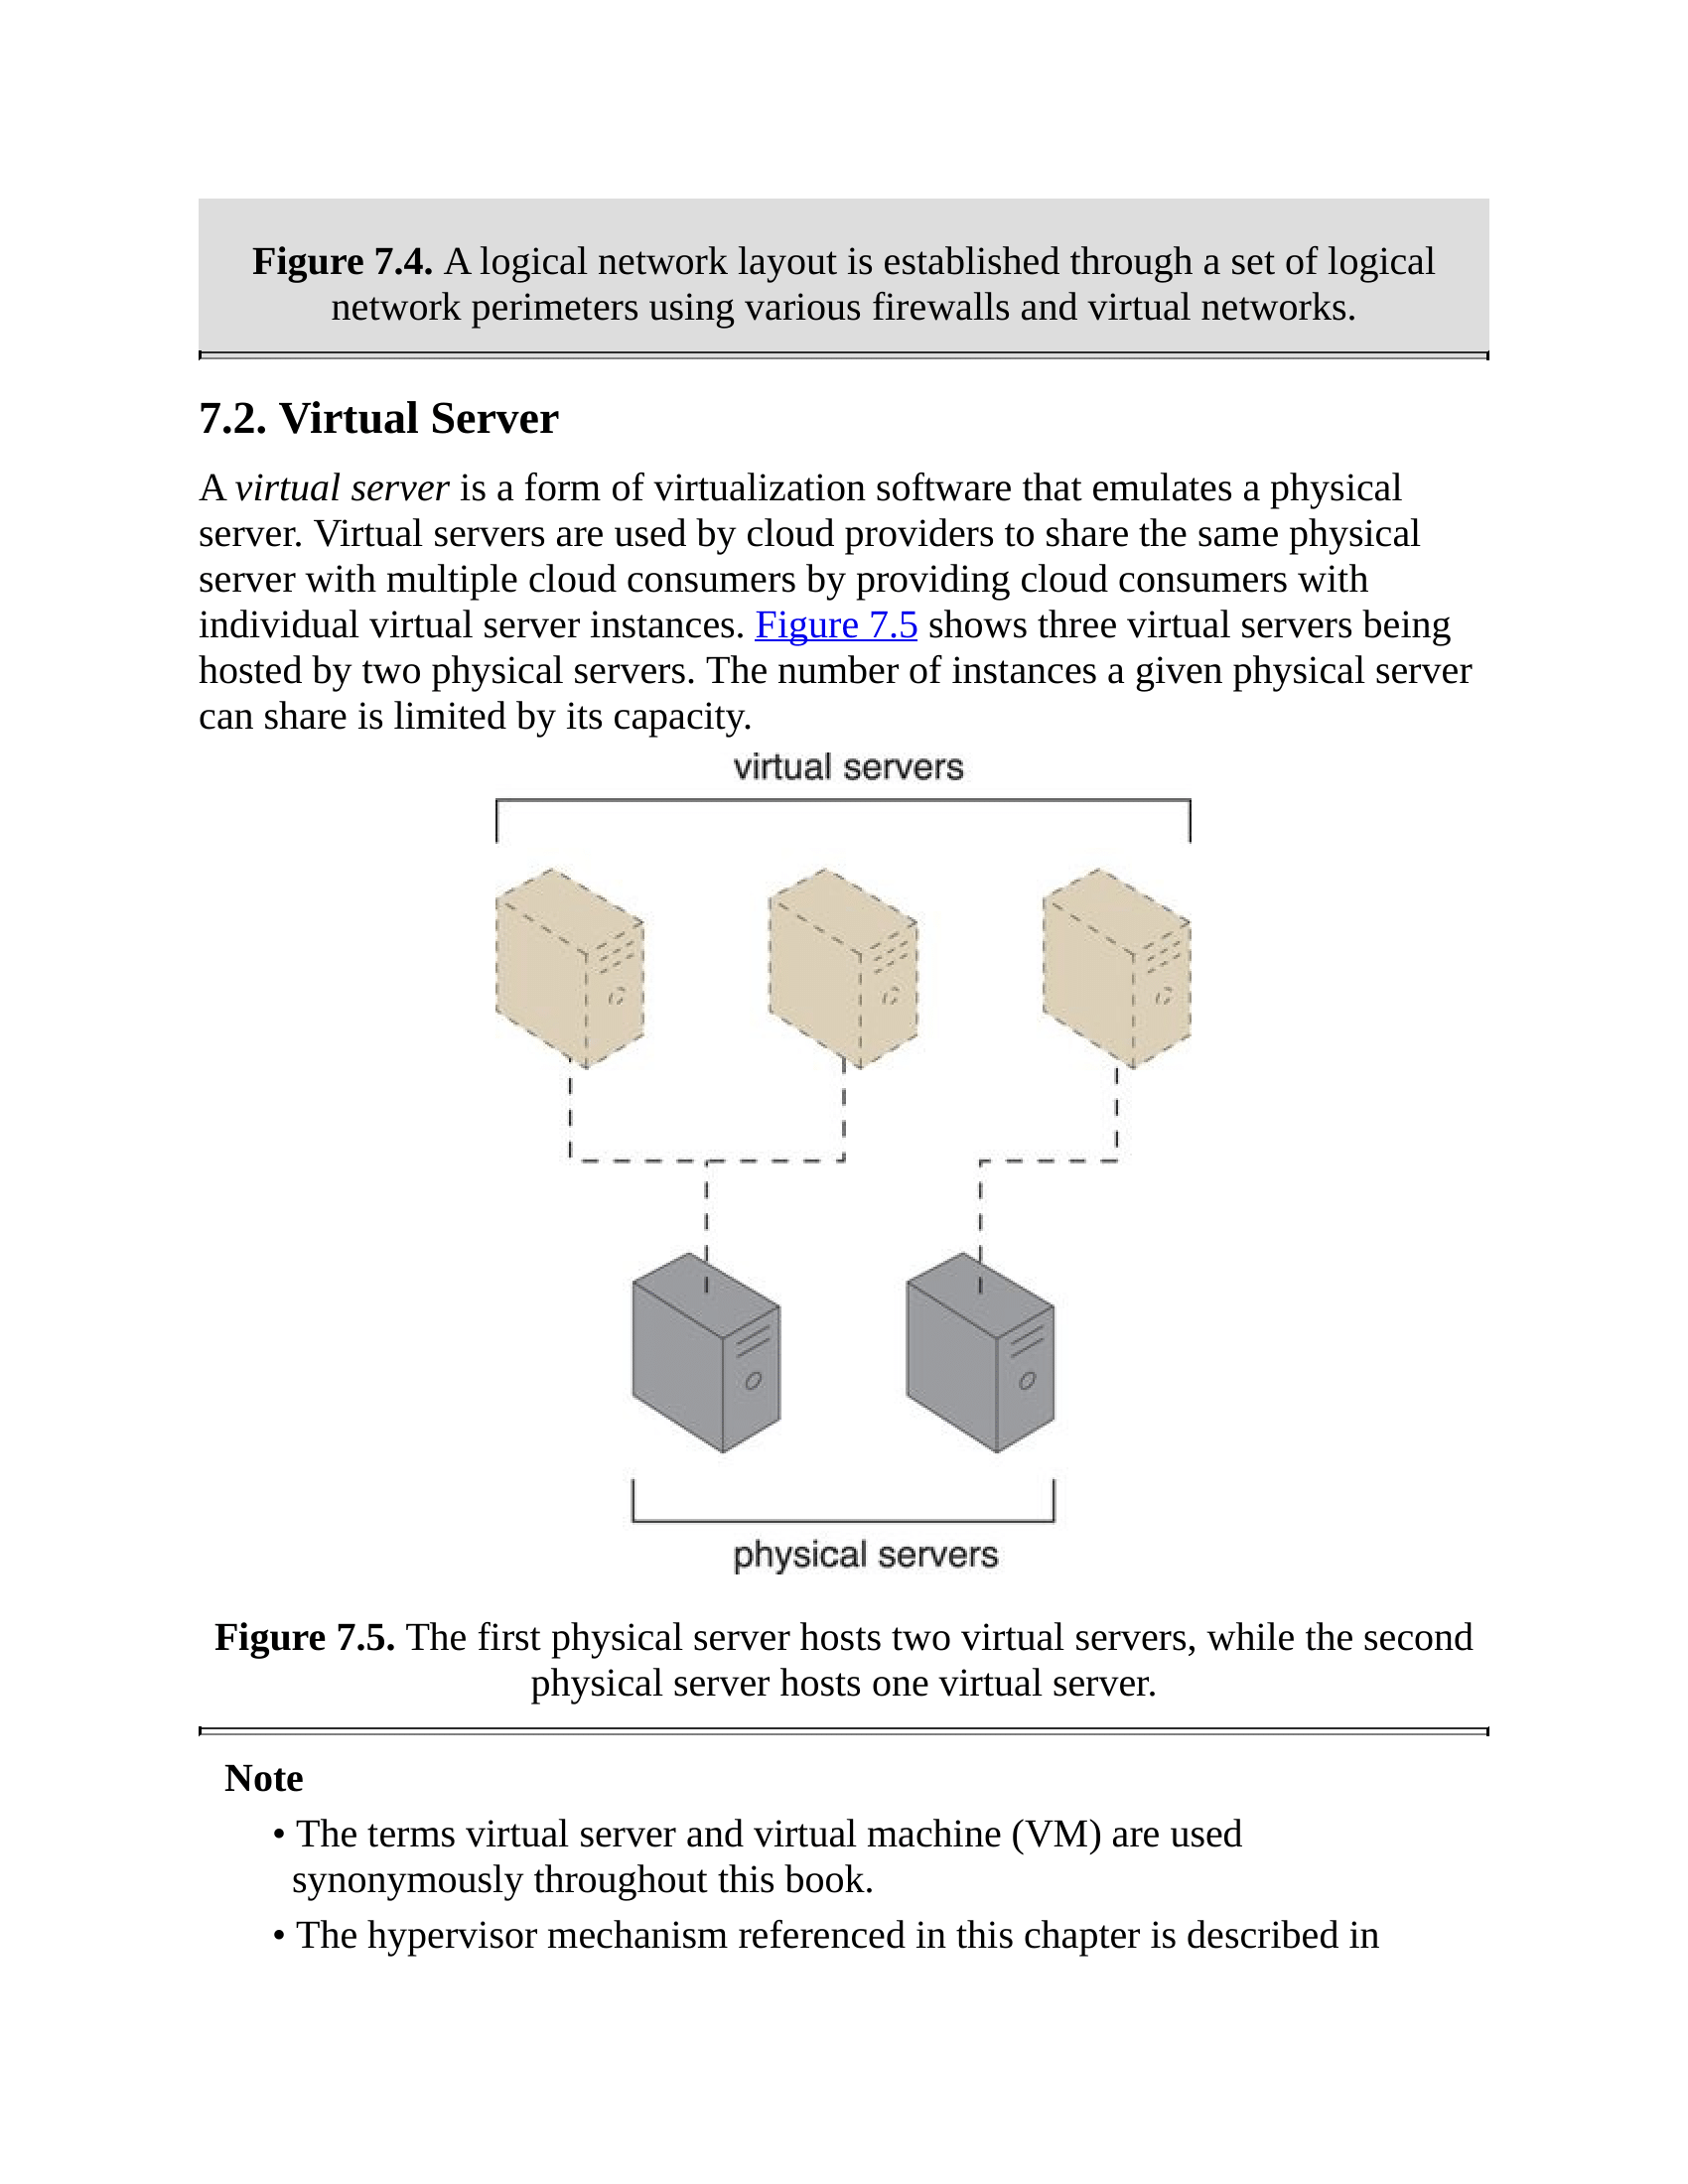 Figure 7.4. A logical network layout is established through a set of logical
network perimeters using various firewalls and virtual networks.
7.2. Virtual Server
A virtual server is a form of virtualization software that emulates a physical
server. Virtual servers are used by cloud providers to share the same physical
server with multiple cloud consumers by providing cloud consumers with
individual virtual server instances. Figure 7.5 shows three virtual servers being
hosted by two physical servers. The number of instances a given physical server
can share is limited by its capacity.
virtual servers
physical servers
Figure 7.5. The first physical server hosts two virtual servers, while the second
physical server hosts one virtual server.
Note
• The terms virtual server and virtual machine (VM) are used
synonymously throughout this book.
• The hypervisor mechanism referenced in this chapter is described in